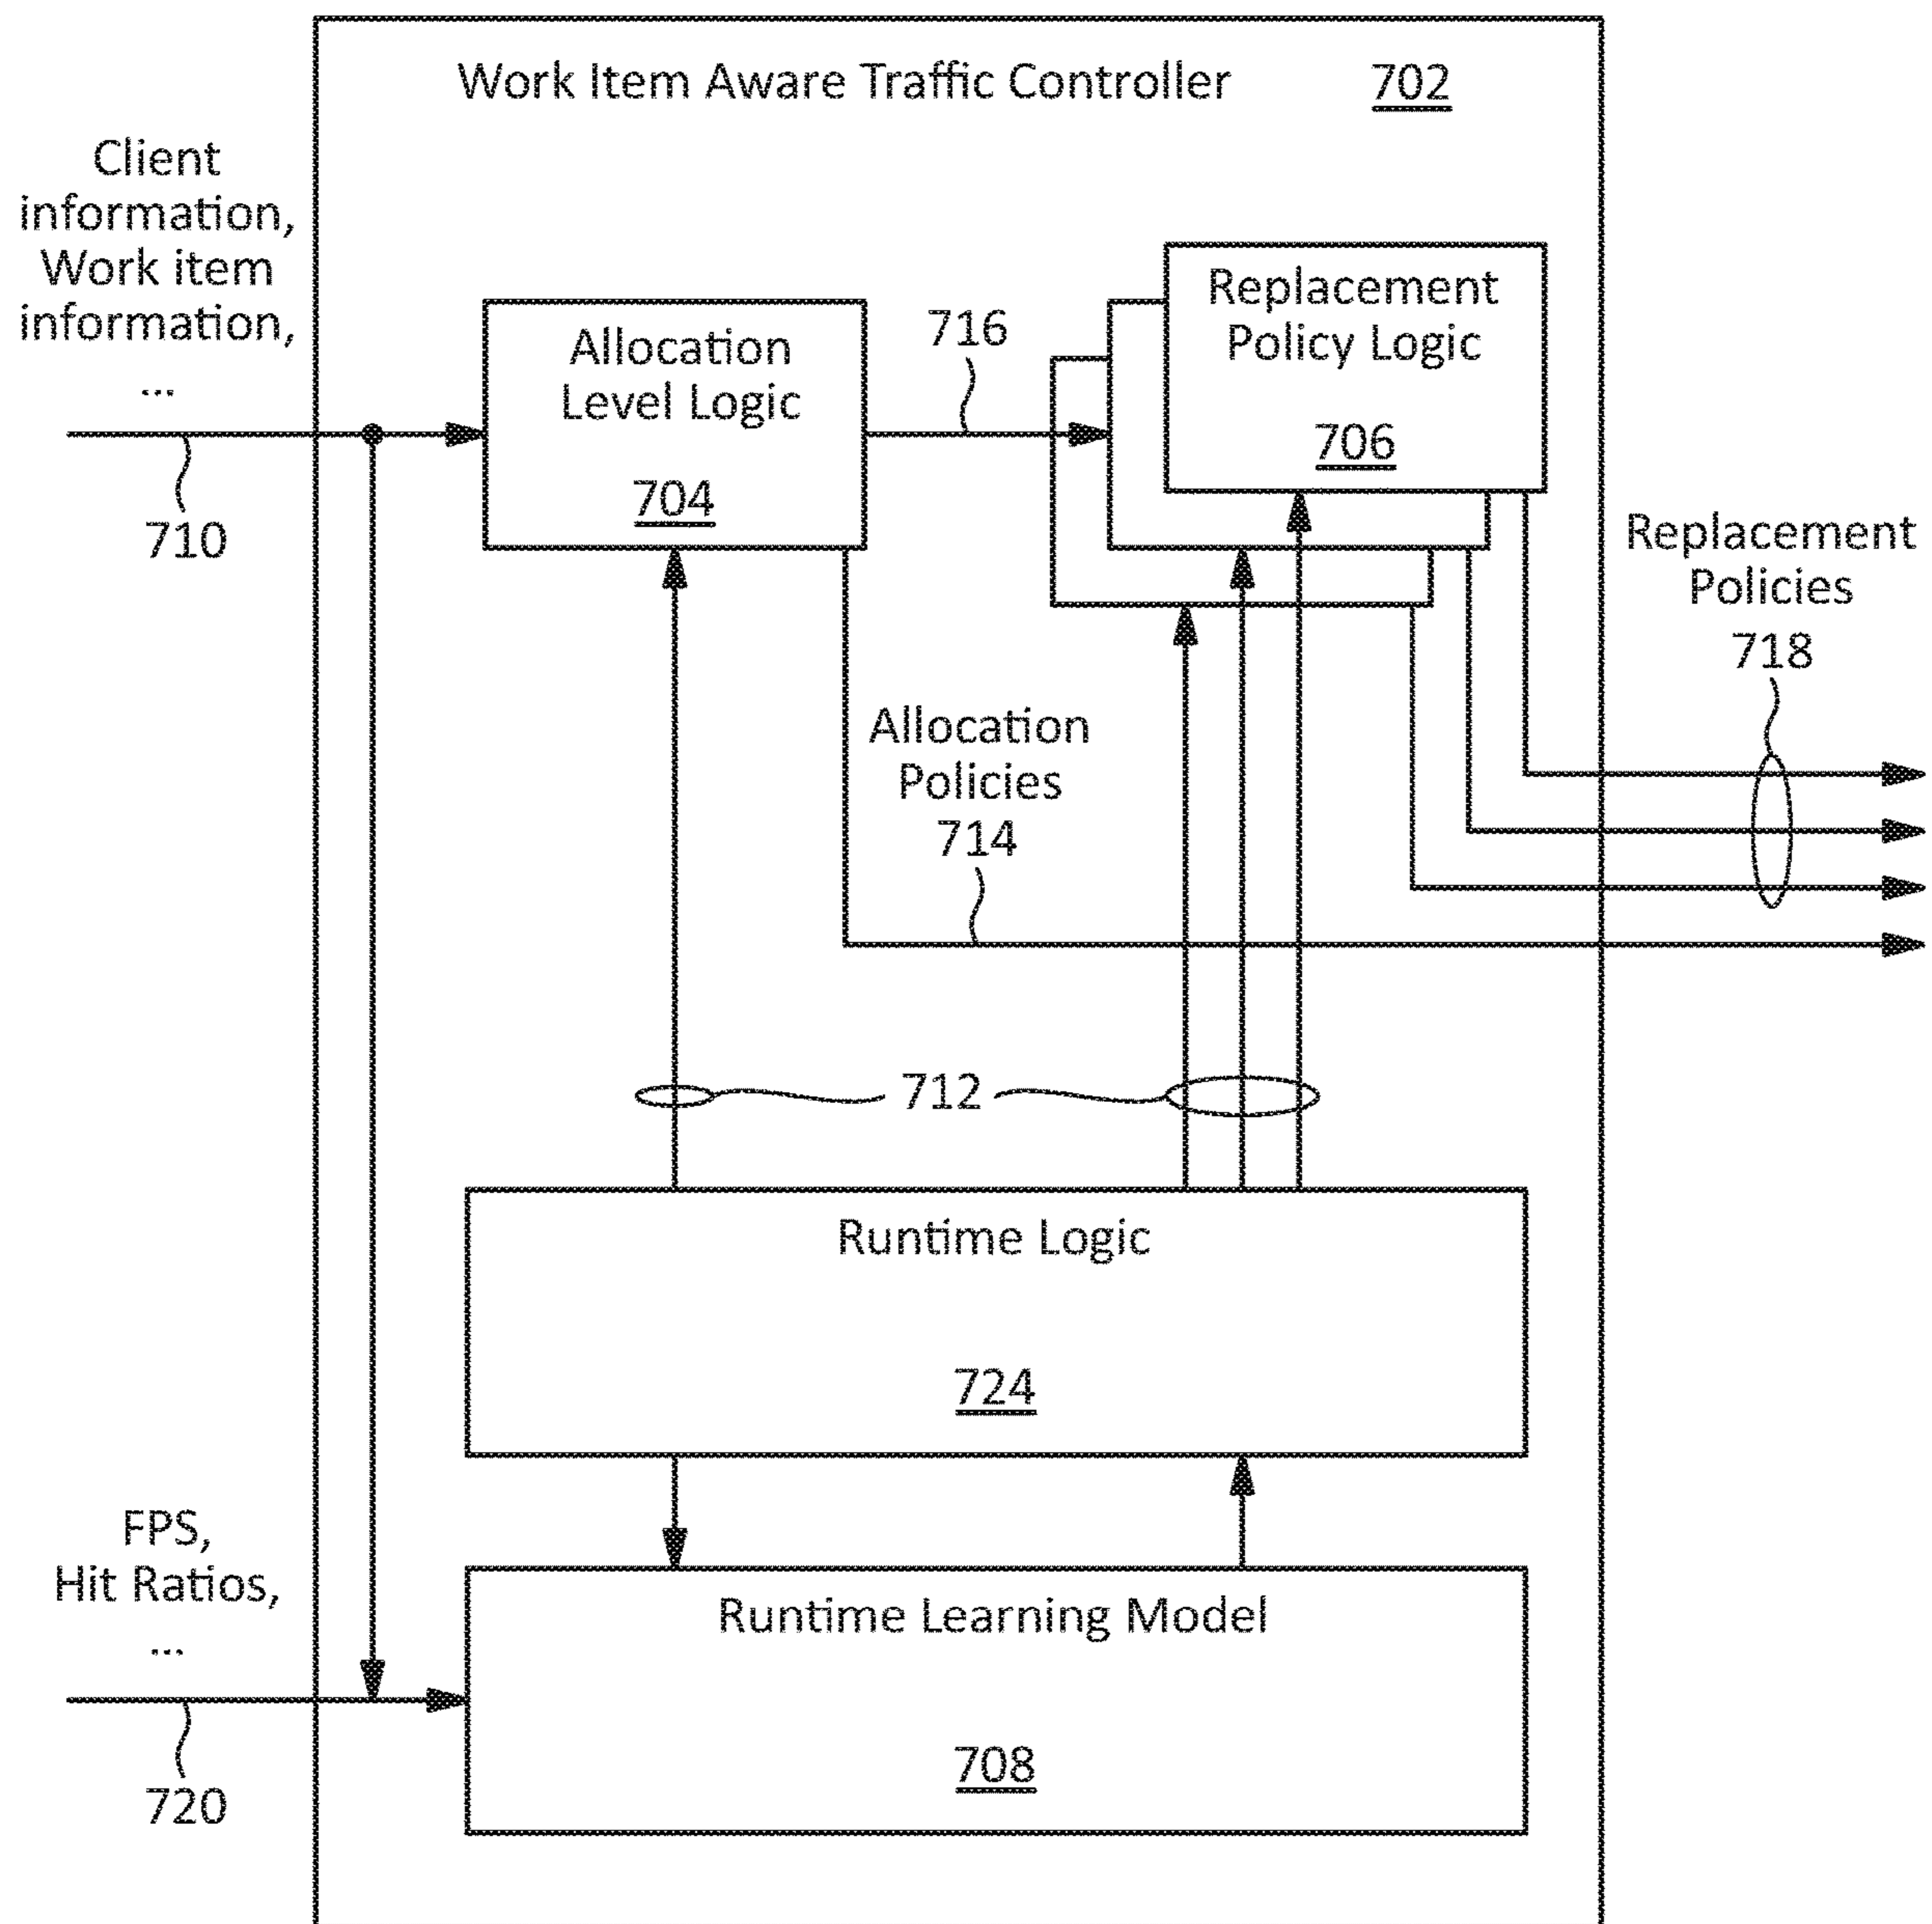 Work Item Aware Traffic Controller 702
Client
information,
Work item
information,
...
710
Allocation
Level Logic
704
716
Replacement
Policy Logic
706
Replacement
Policies
718
Allocation
Policies
714
712
Runtime Logic
724
FPS,
Hit Ratios,
...
720
Runtime Learning Model
708